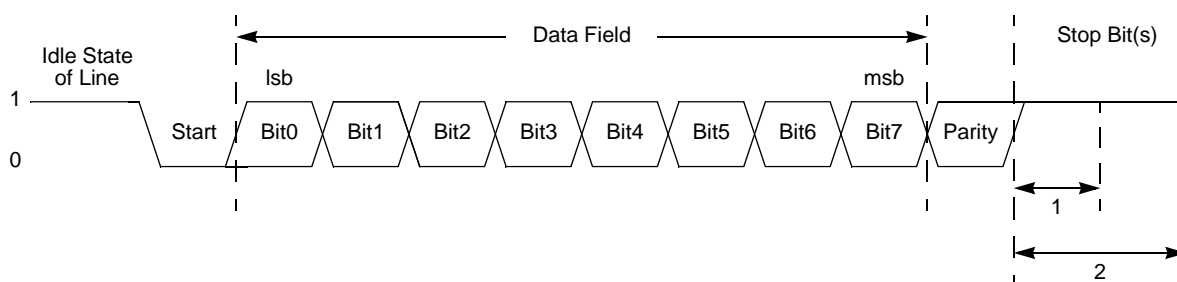 Data Field
Stop Bit(s)
Idle State
of Line
lsb
msb
1
Start
Bit0
Bit1
Bit2
Bit3
Bit4
Bit5
Bit6
Bit7
Parity
0
1
2